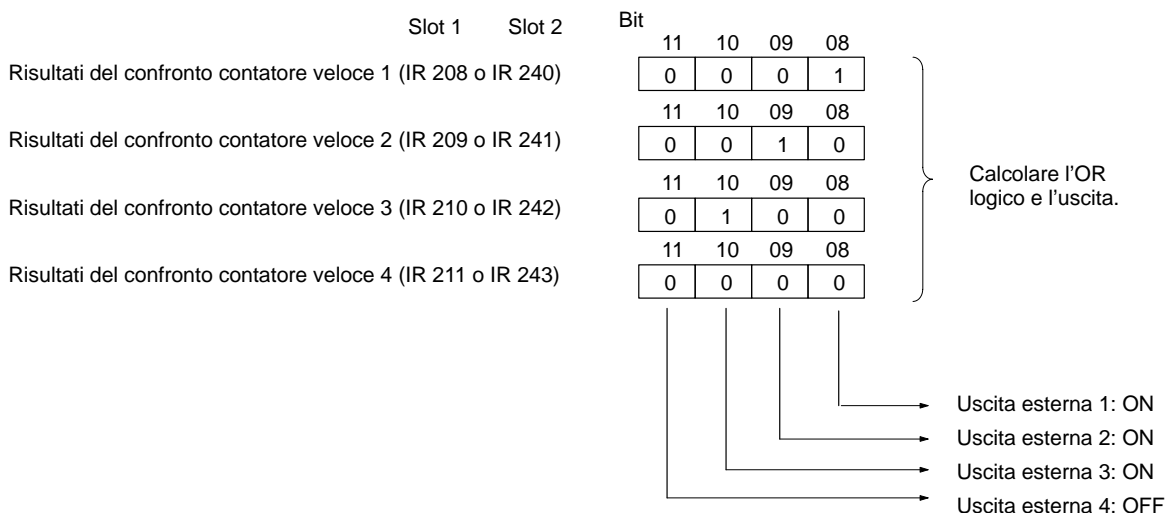 Slot 1 Slot 2 Bit
11 10 09 08
Risultati del confronto contatore veloce 1 (IR 208 o IR 240) 0 0 0 1
11 10 09 08
Risultati del confronto contatore veloce 2 (IR 209 o IR 241) 0 0 1 0
Calcolare l'OR
logico e l'uscita.
11 10 09 08
Risultati del confronto contatore veloce 3 (IR 210 o IR 242) 0 1 0 0
11 10 09 08
Risultati del confronto contatore veloce 4 (IR 211 o IR 243) 0 0 0 0
Uscita esterna 1: ON
Uscita esterna 2: ON
Uscita esterna 3: ON
Uscita esterna 4: OFF